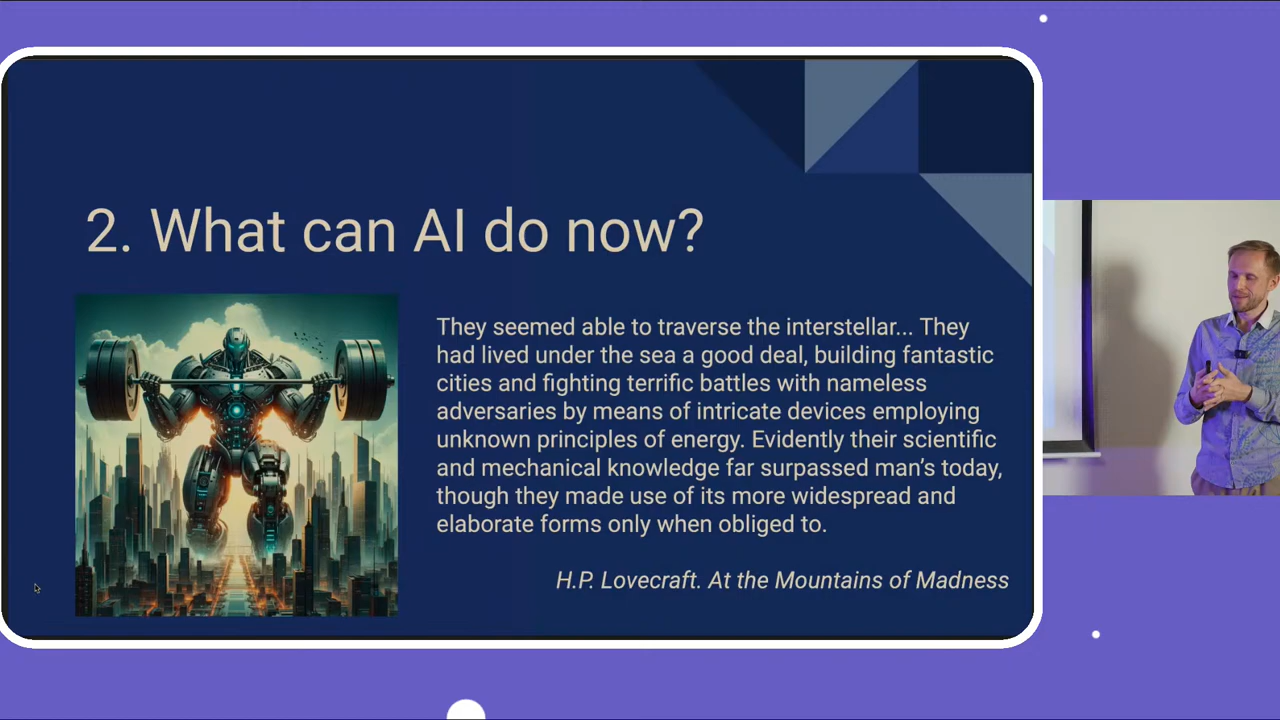 2. What can AI do now?
They seemed able to traverse the interstellar... They
had lived under the sea a good deal, building fantastic
cities and fighting terrific battles with nameless
adversaries by means of intricate devices employing
unknown principles of energy. Evidently their scientific
and mechanical knowledge far surpassed man's today,
though they made use of its more widespread and
elaborate forms only when obliged to.
H.P. Lovecraft. At the Mountains of Madness